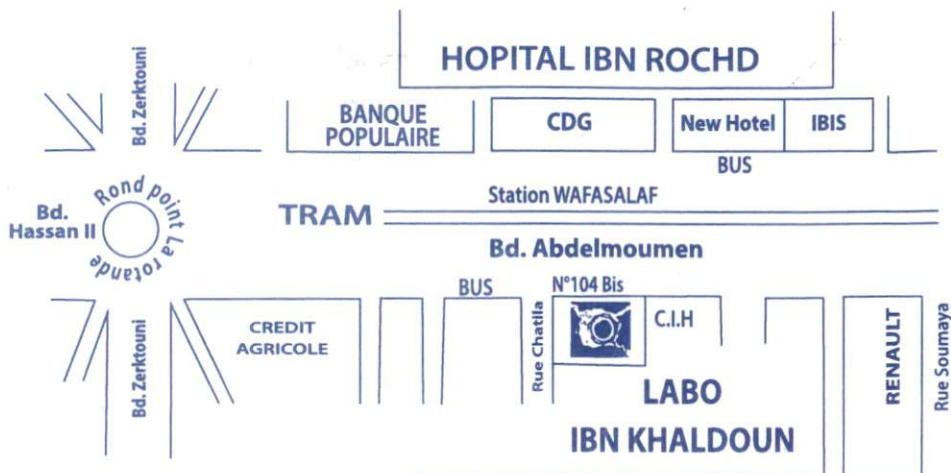 HOPITAL IBN ROCHD
Bd. Zerktouni
BANQUE
POPULAIRE
CDG
New Hotel
IBIS
BUS
Rond point La rotande
Bd.
Hassan II
Station WAFASALAF
TRAM
Bd. Abdelmoumen
BUS
N°104 Bis
CREDIT
AGRICOLE
Rue Chatila
C.I.H
Bd. Zerktouni
RENAULT
Rue Soumaya
LABO
IBN KHALDOUN